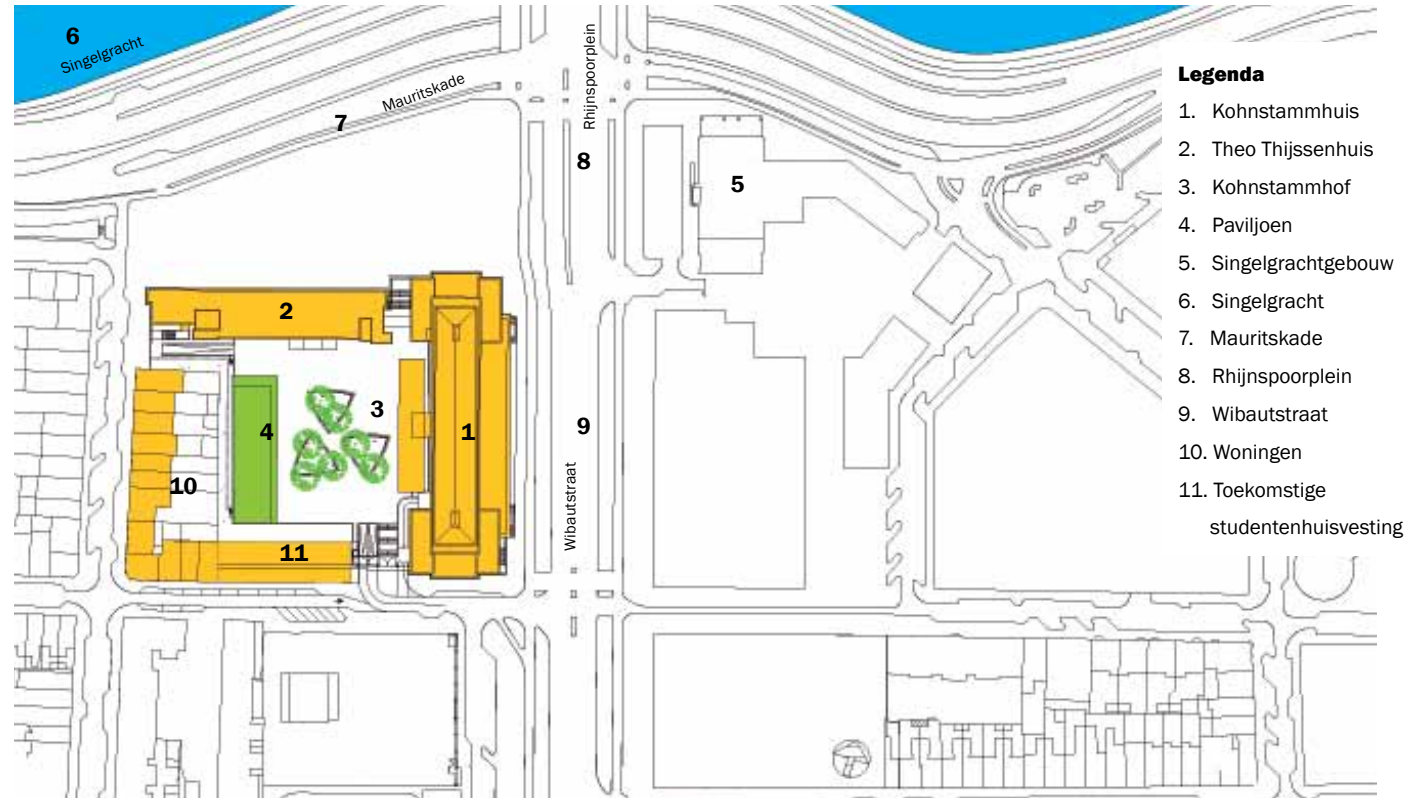 6
Singelgracht
Mauritskade
7
Rhijnspoorplein
8
5
2
3
4
1
9
10
Wibautstraat
11
Legenda
1. Kohnstammhuis
2. Theo Thijssenhuis
3. Kohnstammhof
4. Paviljoen
5. Singelgrachtgebouw
6. Singelgracht
7. Mauritskade
8. Rhijnspoorplein
9. Wibautstraat
10. Woningen
11. Toekomstige
studentenhuisvesting